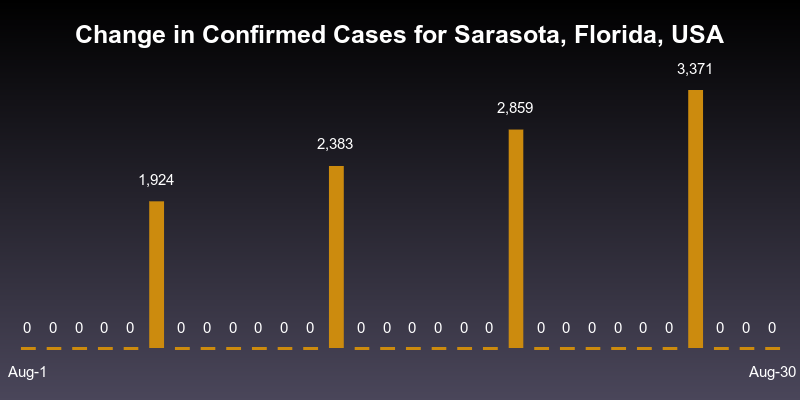 Change in Confirmed Cases for Sarasota, Florida, USA
3,371
2,859
2,383
1,924
0 0 0 0 0 0 0 0 0 0 0 0 0 0 0 0 0 0 0 0 0 0 0 0 0 0
Aug-1 Aug-30